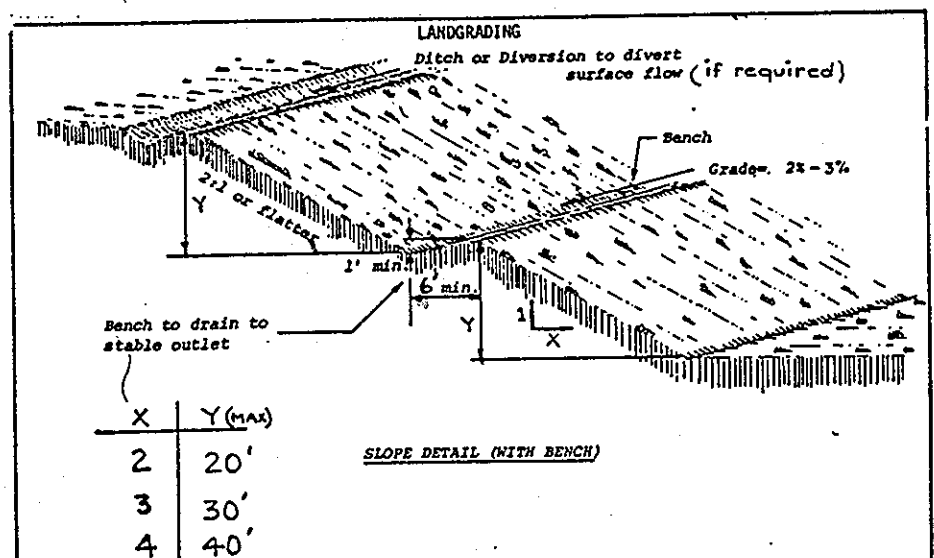 LANDGRADING
Ditch or Diversion to divert
surface flow (if required)
Bench
Grade= 2%-3%
Y
2:1 or flatter
1' min.
6' min.
1
X
Y
Bench to drain to
stable outlet
X Y (MAX)
2 20'
3 30'
4 40'
SLOPE DETAIL (WITH BENCH)